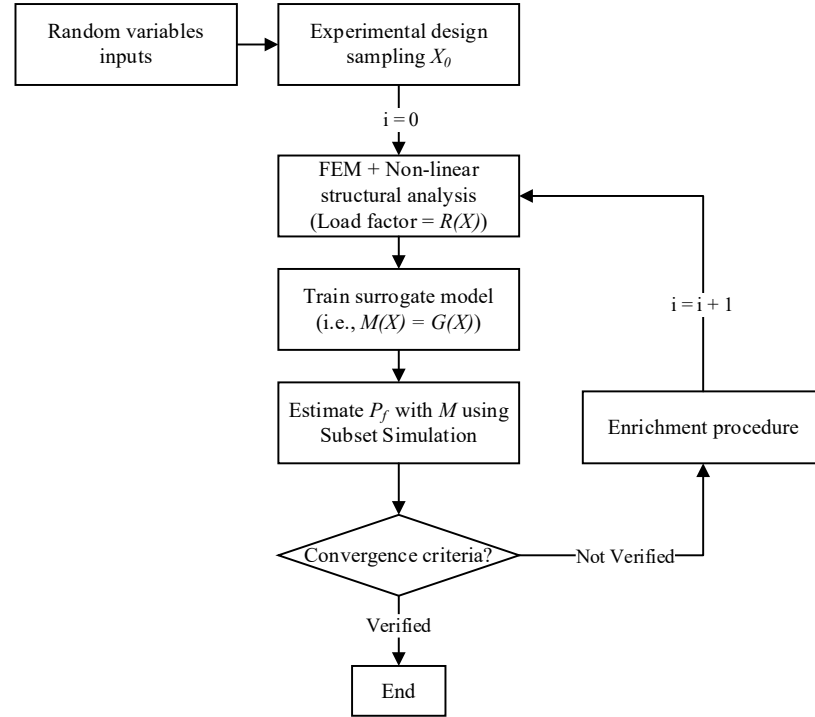 Random variables
inputs
Experimental design
sampling X₀
i = 0
FEM + Non-linear
structural analysis
(Load factor = R(X))
Train surrogate model
(i.e., M(X) = G(X))
i = i + 1
Estimate P_f with M using
Subset Simulation
Enrichment procedure
Convergence criteria?
Not Verified
Verified
End